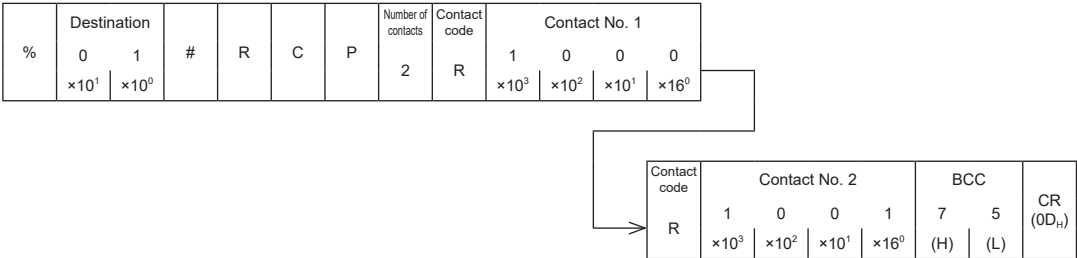 % Destination # R C P Number of contacts Contact code Contact No. 1
0 1 2 R 1 0 0 0
×10¹ ×10⁰ ×10³ ×10² ×10¹ ×16⁰
Contact code Contact No. 2 BCC CR (0Dₕ)
R 1 0 0 1 7 5
×10³ ×10² ×10¹ ×16⁰ (H) (L)